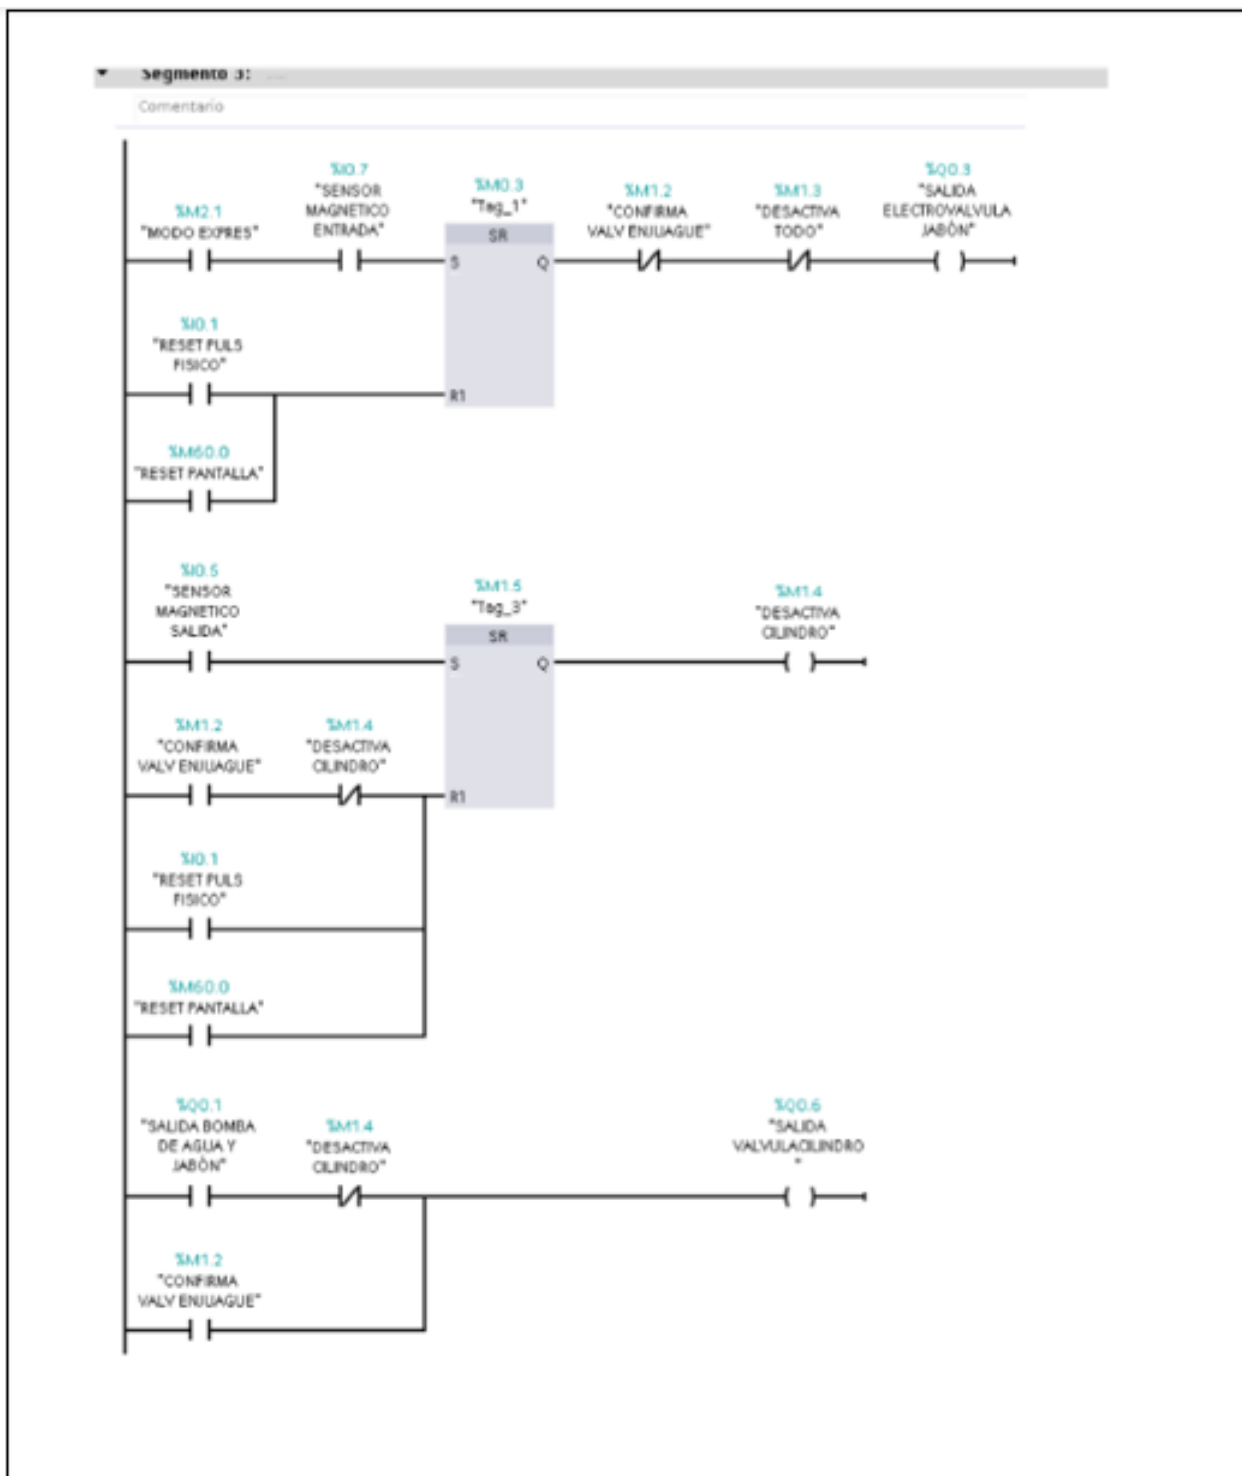 Segmento 3:
Comentario
%M2.1
"MODO EXPRES"
%I0.7
"SENSOR
MAGNETICO
ENTRADA"
%M0.3
"Tag_1"
SR
S
Q
%M1.2
"CONFIRMA
VALV ENJUAGUE"
%M1.3
"DESACTIVA
TODO"
%Q0.3
"SALIDA
ELECTROVALVULA
JABÒN"
%I0.1
"RESET PULS
FISICO"
R1
%M60.0
"RESET PANTALLA"
%I0.5
"SENSOR
MAGNETICO
SALIDA"
%M1.5
"Tag_3"
SR
S
Q
%M1.4
"DESACTIVA
CILINDRO"
%M1.2
"CONFIRMA
VALV ENJUAGUE"
%M1.4
"DESACTIVA
CILINDRO"
R1
%I0.1
"RESET PULS
FISICO"
%M60.0
"RESET PANTALLA"
%Q0.1
"SALIDA BOMBA
DE AGUA Y
JABÒN"
%M1.4
"DESACTIVA
CILINDRO"
%Q0.6
"SALIDA
VALVULACILINDRO
"
%M1.2
"CONFIRMA
VALV ENJUAGUE"